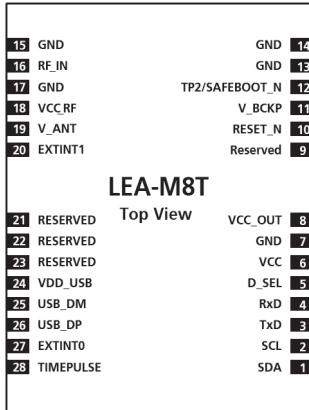 15 GND GND 14
16 RF_IN GND 13
17 GND TP2/SAFEBOOT_N 12
18 VCC_RF V_BCKP 11
19 V_ANT RESET_N 10
20 EXTINT1 Reserved 9
LEA-M8T
Top View
21 RESERVED VCC_OUT 8
22 RESERVED GND 7
23 RESERVED VCC 6
24 VDD_USB D_SEL 5
25 USB_DM RxD 4
26 USB_DP TxD 3
27 EXTINT0 SCL 2
28 TIMEPULSE SDA 1